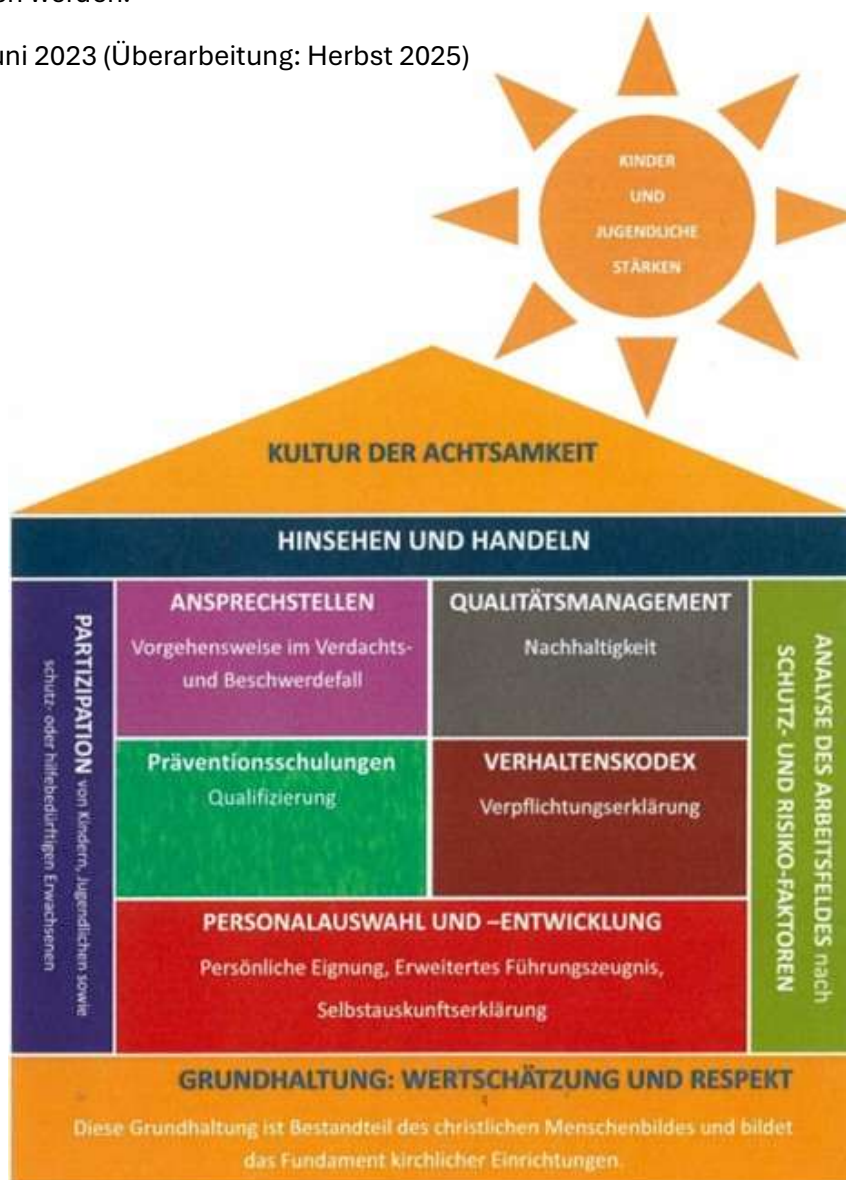 en werden.
uni 2023 (Überarbeitung: Herbst 2025)
KINDER
UND
JUGENDLICHE
STÄRKEN
KULTUR DER ACHTSAMKEIT
HINSEHEN UND HANDELN
PARTIZIPATION von Kindern, Jugendlichen sowie
schutz- oder hilfebedürftigen Erwachsenen
ANSPRECHSTELLEN
Vorgehensweise im Verdachts-
und Beschwerdefall
QUALITÄTSMANAGEMENT
Nachhaltigkeit
Präventionsschulungen
Qualifizierung
VERHALTENSKODEX
Verpflichtungserklärung
PERSONALAUSWAHL UND –ENTWICKLUNG
Persönliche Eignung, Erweitertes Führungszeugnis,
Selbstauskunftserklärung
ANALYSE DES ARBEITSFELDES nach
SCHUTZ- UND RISIKO-FAKTOREN
GRUNDHALTUNG: WERTSCHÄTZUNG UND RESPEKT
Diese Grundhaltung ist Bestandteil des christlichen Menschenbildes und bildet
das Fundament kirchlicher Einrichtungen.